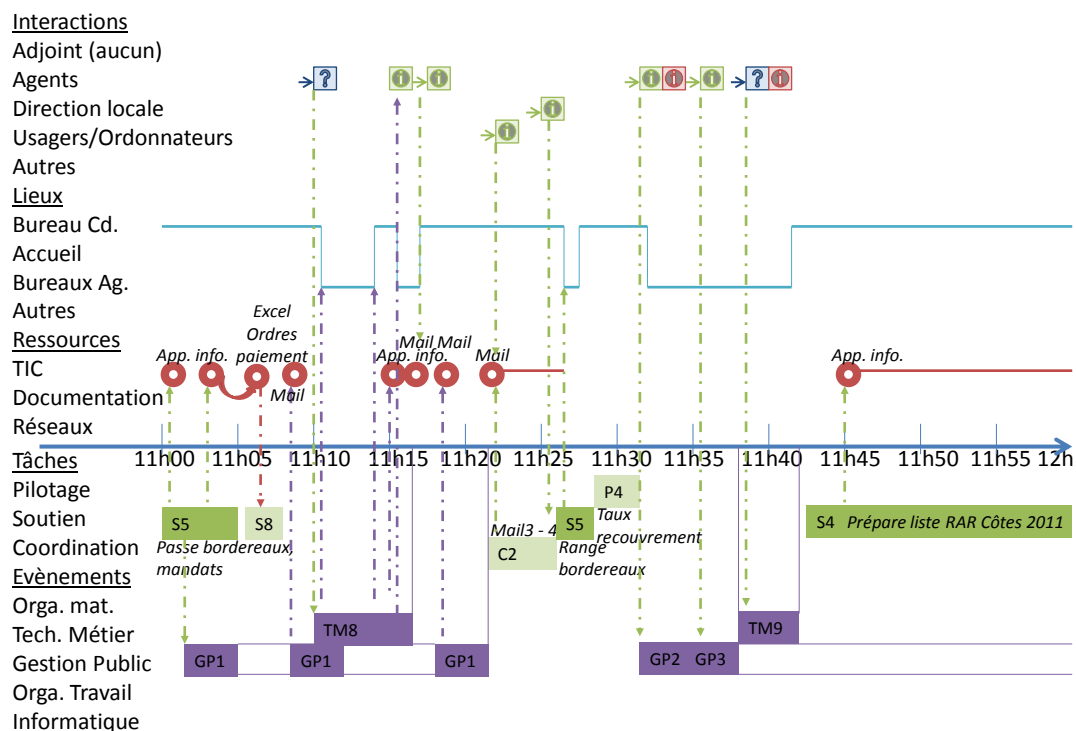 Interactions
Adjoint (aucun)
Agents
?
i
i
i
i
i
?
i
Direction locale
i
Usagers/Ordonnateurs
i
Autres
Lieux
Bureau Cd.
Accueil
Bureaux Ag.
Autres
Excel
Ordres
paiement
Ressources
App. info.
App. info.
Mail
Mail
Mail
App. info.
TIC
Mail
Documentation
Réseaux
Tâches
11h00 11h05 11h10 11h15 11h20 11h25 11h30 11h35 11h40 11h45 11h50 11h55 12h
Pilotage
P4
Soutien
S5
S8
Mail3 - 4
S5
Taux
recouvrement
S4 Prépare liste RAR Côtes 2011
Coordination
Passe bordereaux,
mandats
C2
Range
bordereaux
Evènements
Orga. mat.
Tech. Métier
TM8
TM9
Gestion Public
GP1
GP1
GP1
GP2
GP3
Orga. Travail
Informatique